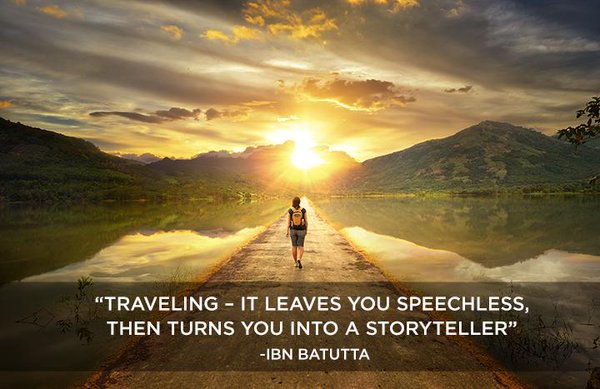 “TRAVELING – IT LEAVES YOU SPEECHLESS,
THEN TURNS YOU INTO A STORYTELLER”
-IBN BATUTTA